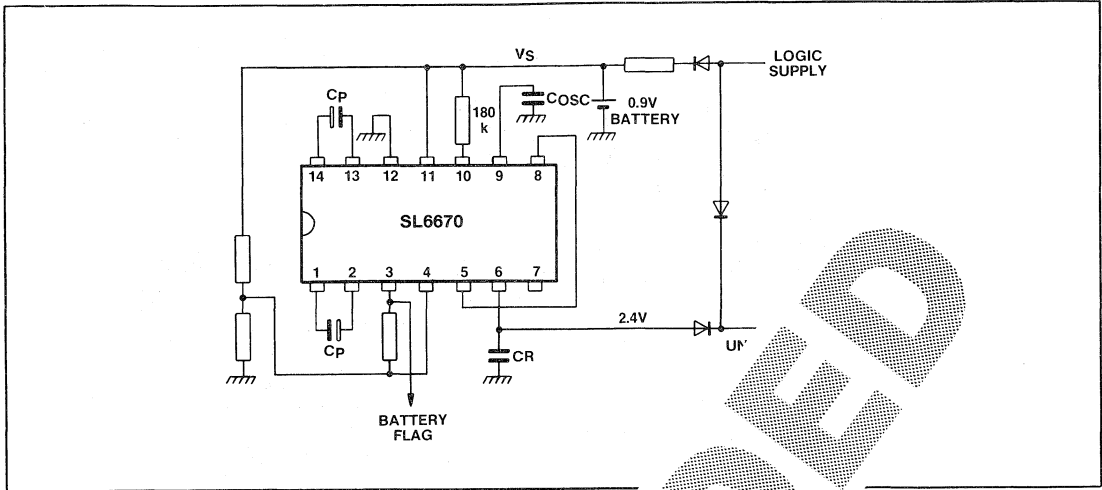 VS
LOGIC
SUPPLY
CP
180
k
COSC
0.9V
BATTERY
14 13 12 11 10 9 8
SL6670
1 2 3 4 5 6 7
2.4V
CP
CR
BATTERY
FLAG